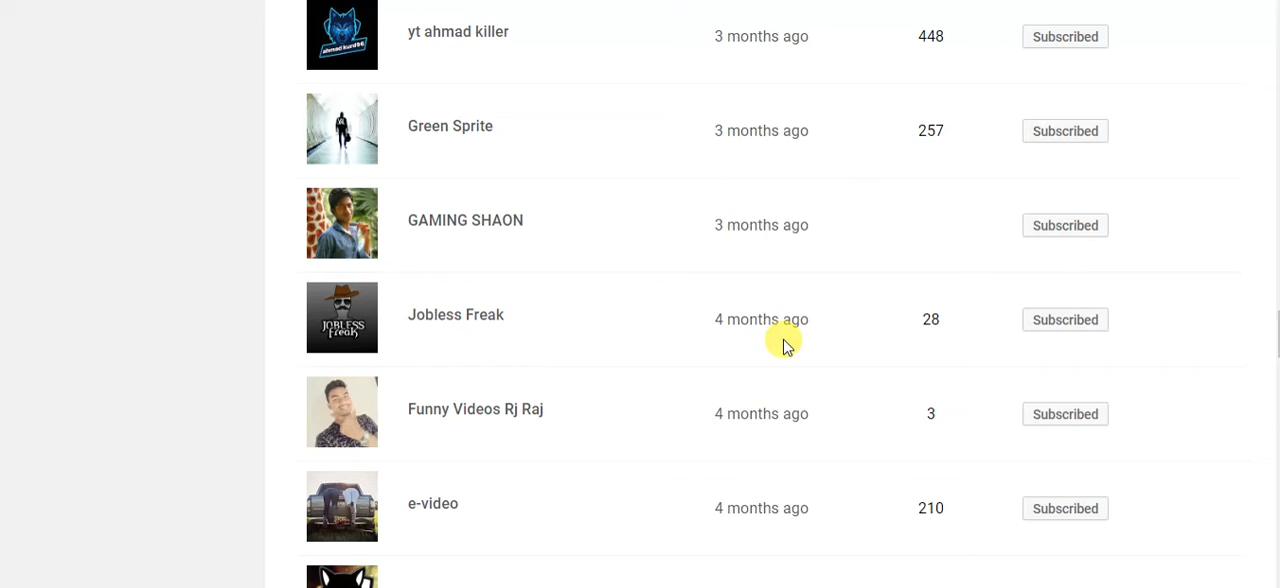 yt ahmad killer 3 months ago 448 Subscribed
ahmad kurd96
Green Sprite 3 months ago 257 Subscribed
GAMING SHAON 3 months ago Subscribed
Jobless Freak 4 months ago 28 Subscribed
JOBLESS
Freak
Funny Videos Rj Raj 4 months ago 3 Subscribed
e-video 4 months ago 210 Subscribed